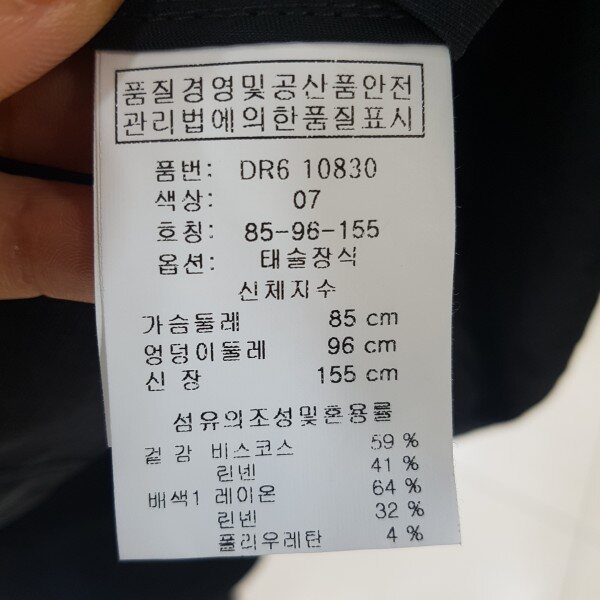 품질경영및공산품안전
관리법에의한품질표시
품번: DR6 10830
색상: 07
호칭: 85-96-155
옵션: 태슬장식
신체지수
가슴둘레 85 cm
엉덩이둘레 96 cm
신 장 155 cm
섬유의조성및혼용률
겉 감 비스코스 59 %
린넨 41 %
배색1 레이온 64 %
린넨 32 %
폴리우레탄 4 %